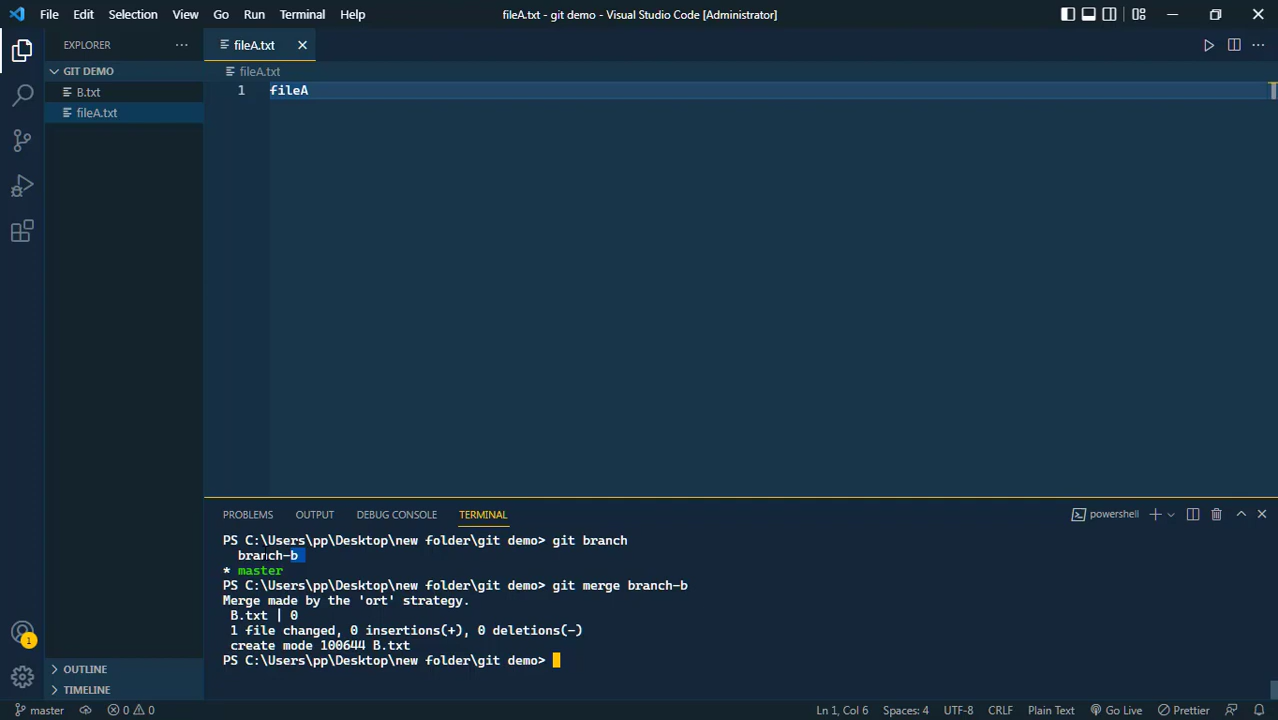 File Edit Selection View Go Run Terminal Help
fileA.txt - git demo - Visual Studio Code [Administrator]
EXPLORER ···
fileA.txt
GIT DEMO
fileA.txt
B.txt
1 fileA
fileA.txt
PROBLEMS OUTPUT DEBUG CONSOLE TERMINAL
powershell
PS C:\Users\pp\Desktop\new folder\git demo> git branch
branch-b
* master
PS C:\Users\pp\Desktop\new folder\git demo> git merge branch-b
Merge made by the 'ort' strategy.
B.txt | 0
1 file changed, 0 insertions(+), 0 deletions(-)
create mode 100644 B.txt
PS C:\Users\pp\Desktop\new folder\git demo>
1
OUTLINE
TIMELINE
master 0 0 Ln 1, Col 6 Spaces: 4 UTF-8 CRLF Plain Text Go Live Prettier